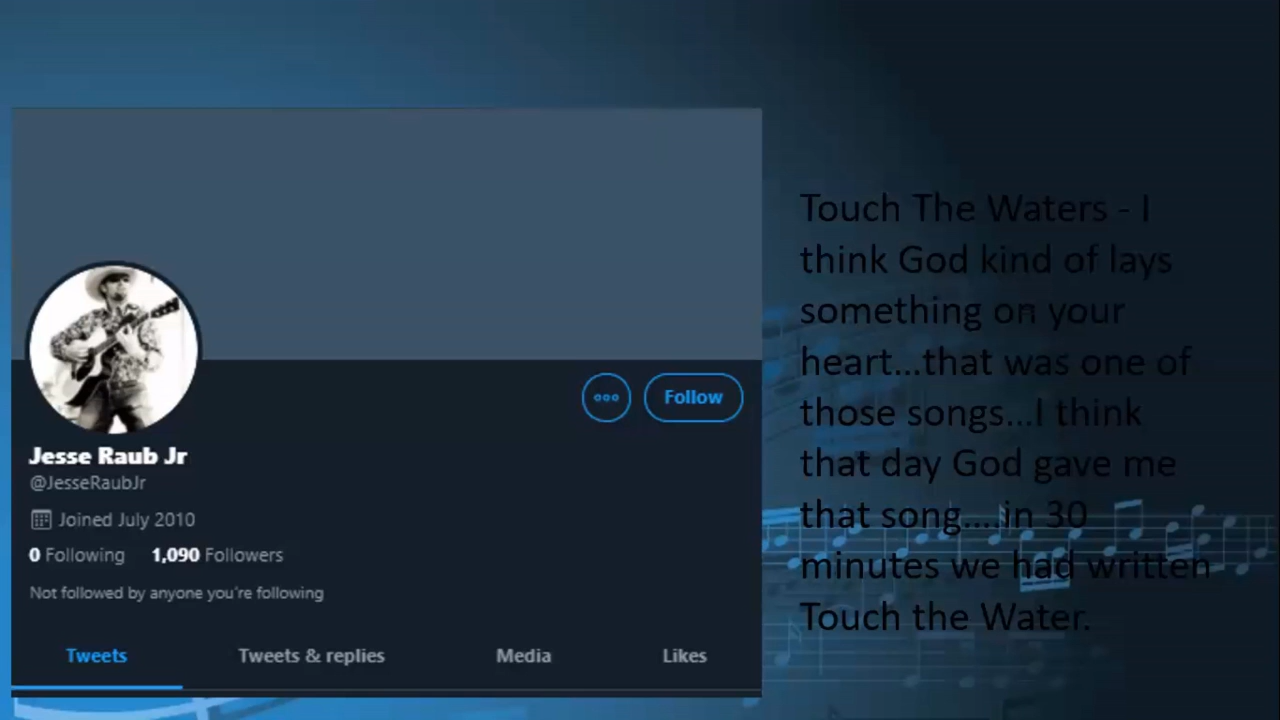 Jesse Raub Jr
@JesseRaubJr
Joined July 2010
0 Following 1,090 Followers
Not followed by anyone you're following
Follow
Tweets Tweets & replies Media Likes
Touch The Waters - I
think God kind of lays
something on your
heart...that was one of
those songs...I think
that day God gave me
that song....in 30
minutes we had written
Touch the Water.